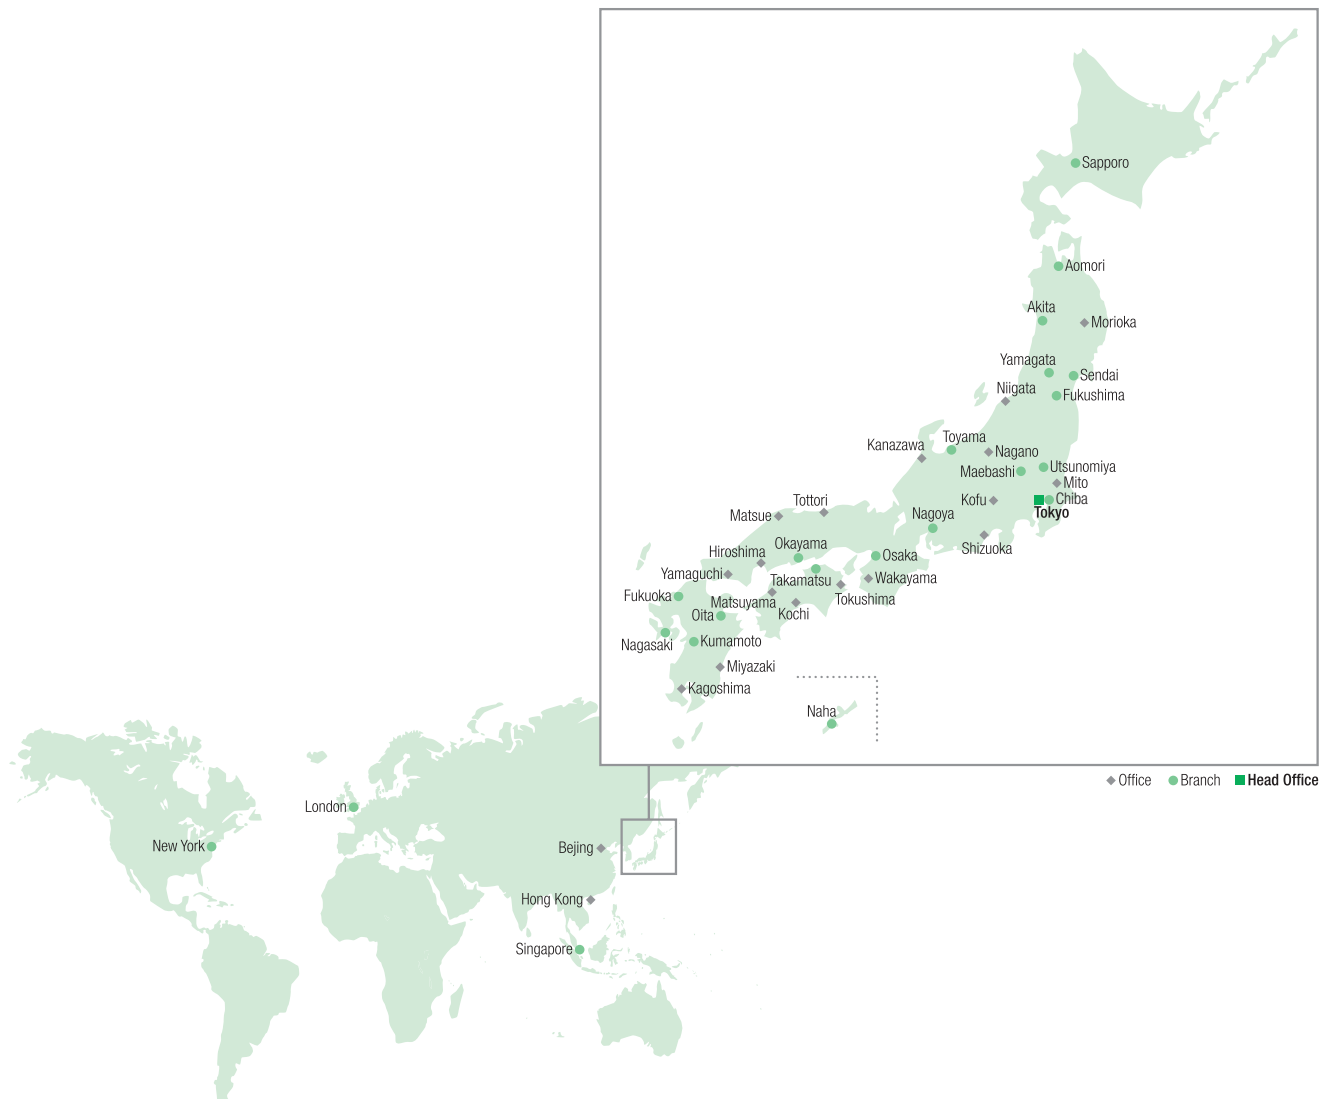 Sapporo
Aomori
Akita
Morioka
Yamagata
Sendai
Niigata
Fukushima
Toyama
Kanazawa
Nagano
Utsunomiya
Maebashi
Mito
Kofu
Chiba
Tottori
Tokyo
Matsue
Nagoya
Okayama
Shizuoka
Hiroshima
Osaka
Yamaguchi
Takamatsu
Wakayama
Fukuoka
Matsuyama
Tokushima
Oita
Kochi
Nagasaki
Kumamoto
Miyazaki
Kagoshima
Naha
Office
Branch
Head Office
London
New York
Bejing
Hong Kong
Singapore